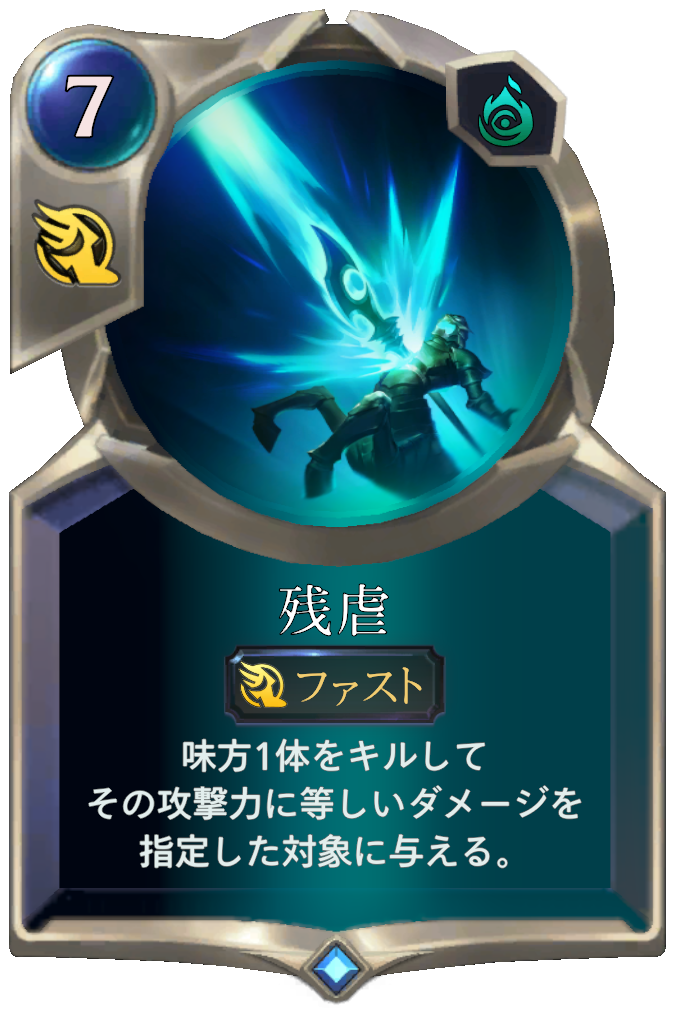 7
残虐
ファスト
味方1体をキルして
その攻撃力に等しいダメージを
指定した対象に与える。